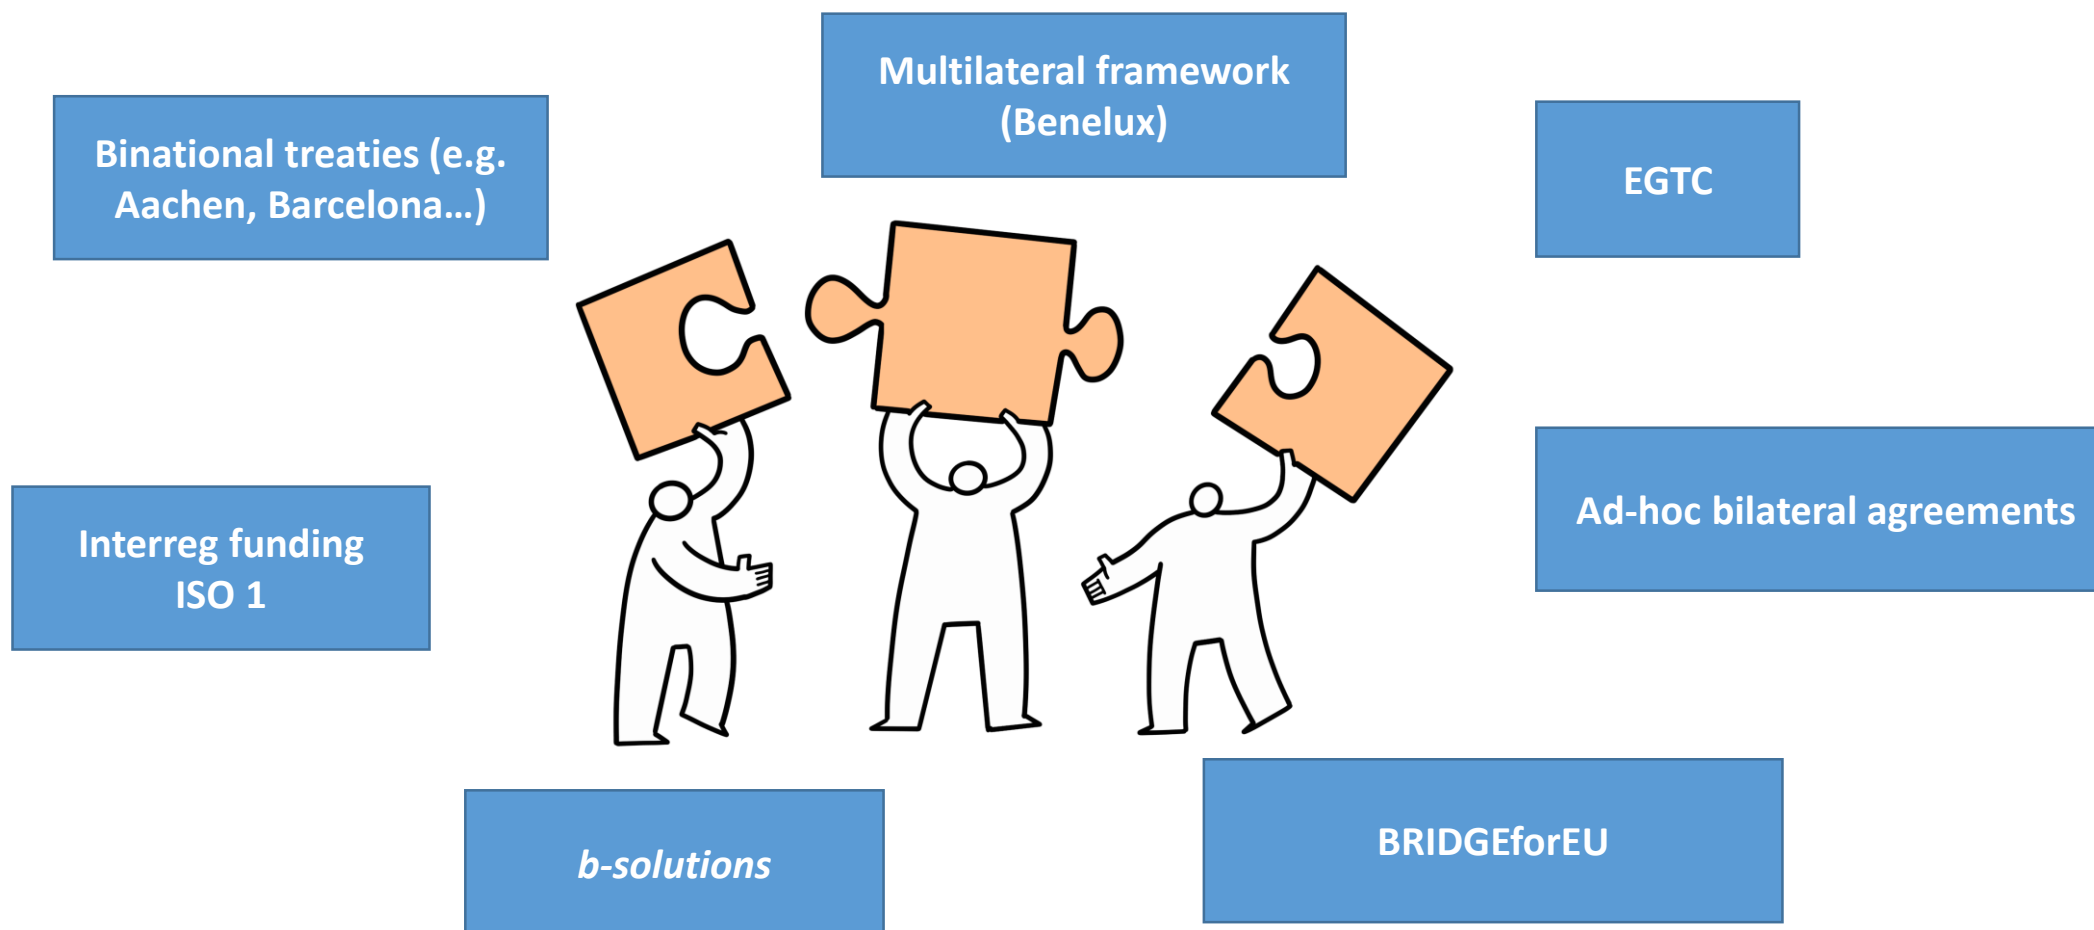 Multilateral framework
(Benelux)
Binational treaties (e.g.
Aachen, Barcelona...)
EGTC
Interreg funding
ISO 1
Ad-hoc bilateral agreements
b-solutions
BRIDGEforEU